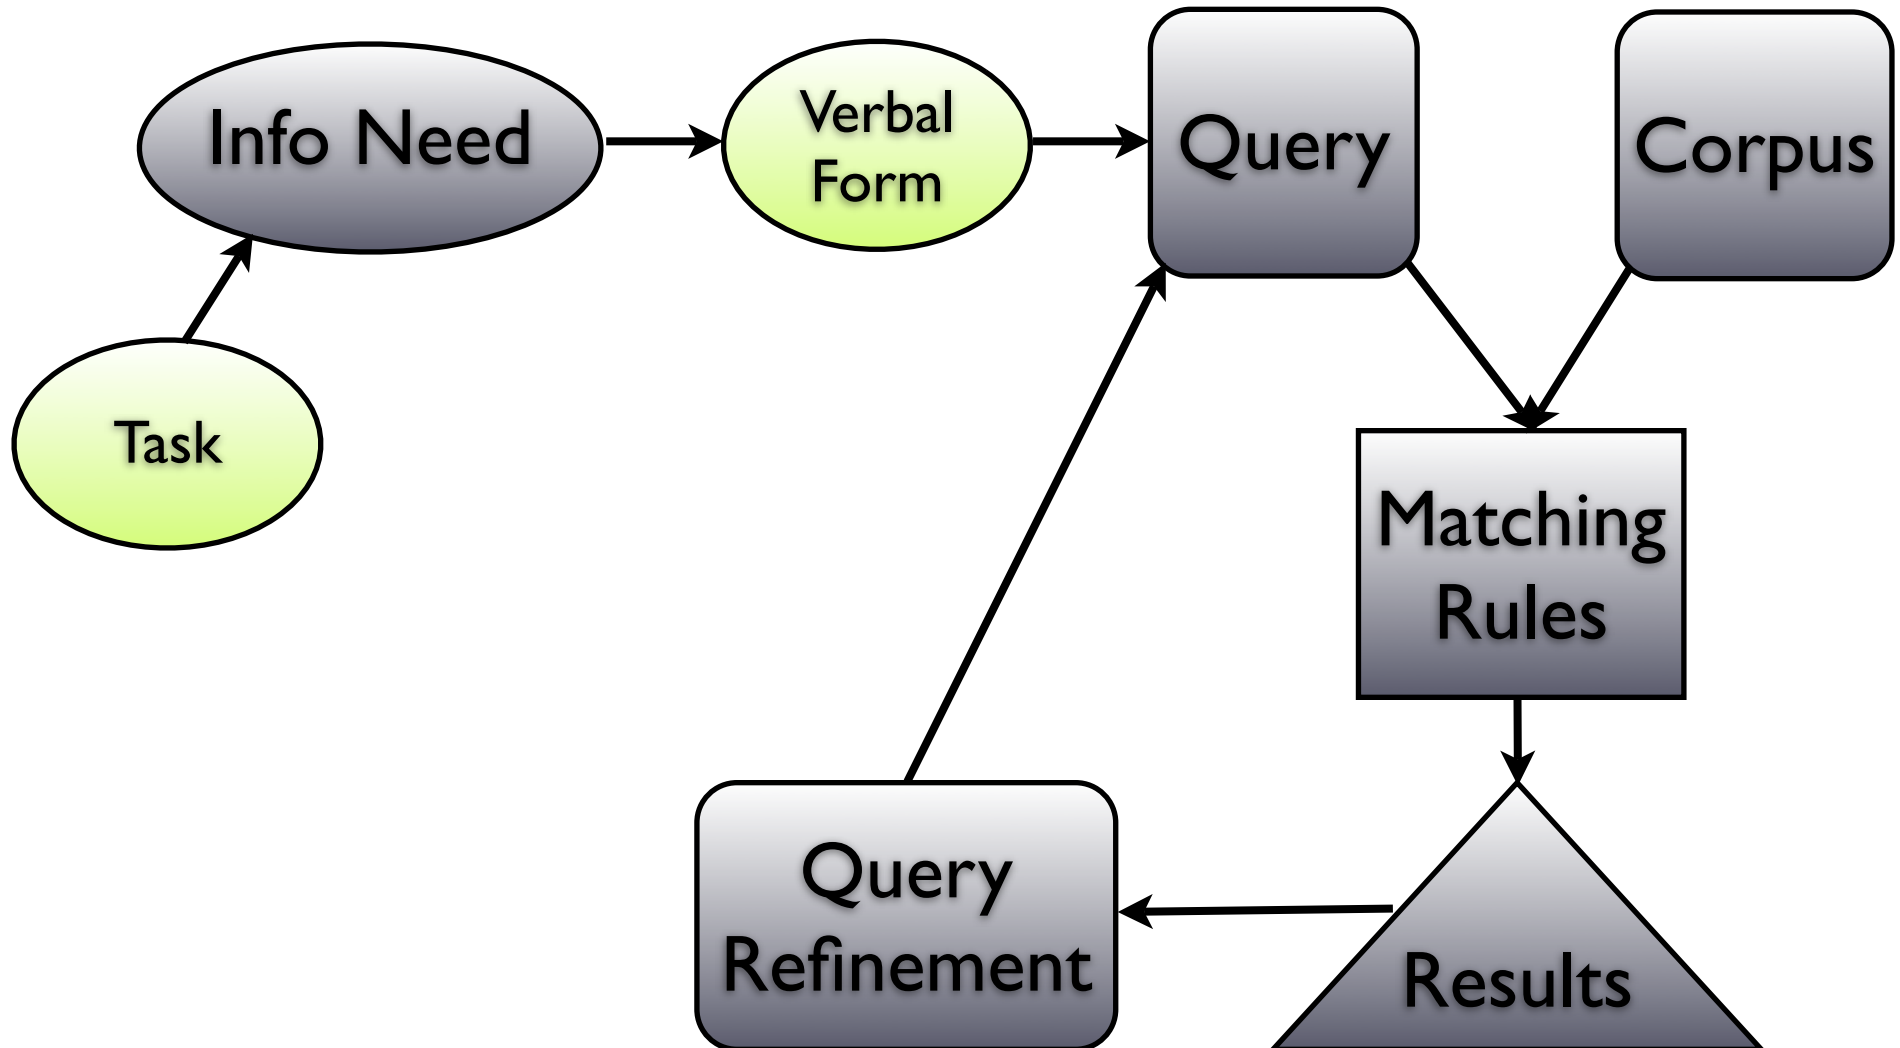 Info Need
Verbal
Form
Query
Corpus
Task
Matching
Rules
Query
Refinement
Results